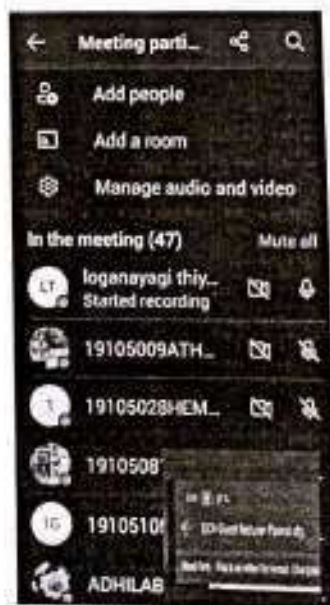 Meeting parti...
Add people
Add a room
Manage audio and video
In the meeting (47)
Mute all
LT
loganayagi thiy...
Started recording
19105009ATH...
19105028HEM...
1910508
IG
1910510
ADHILAB